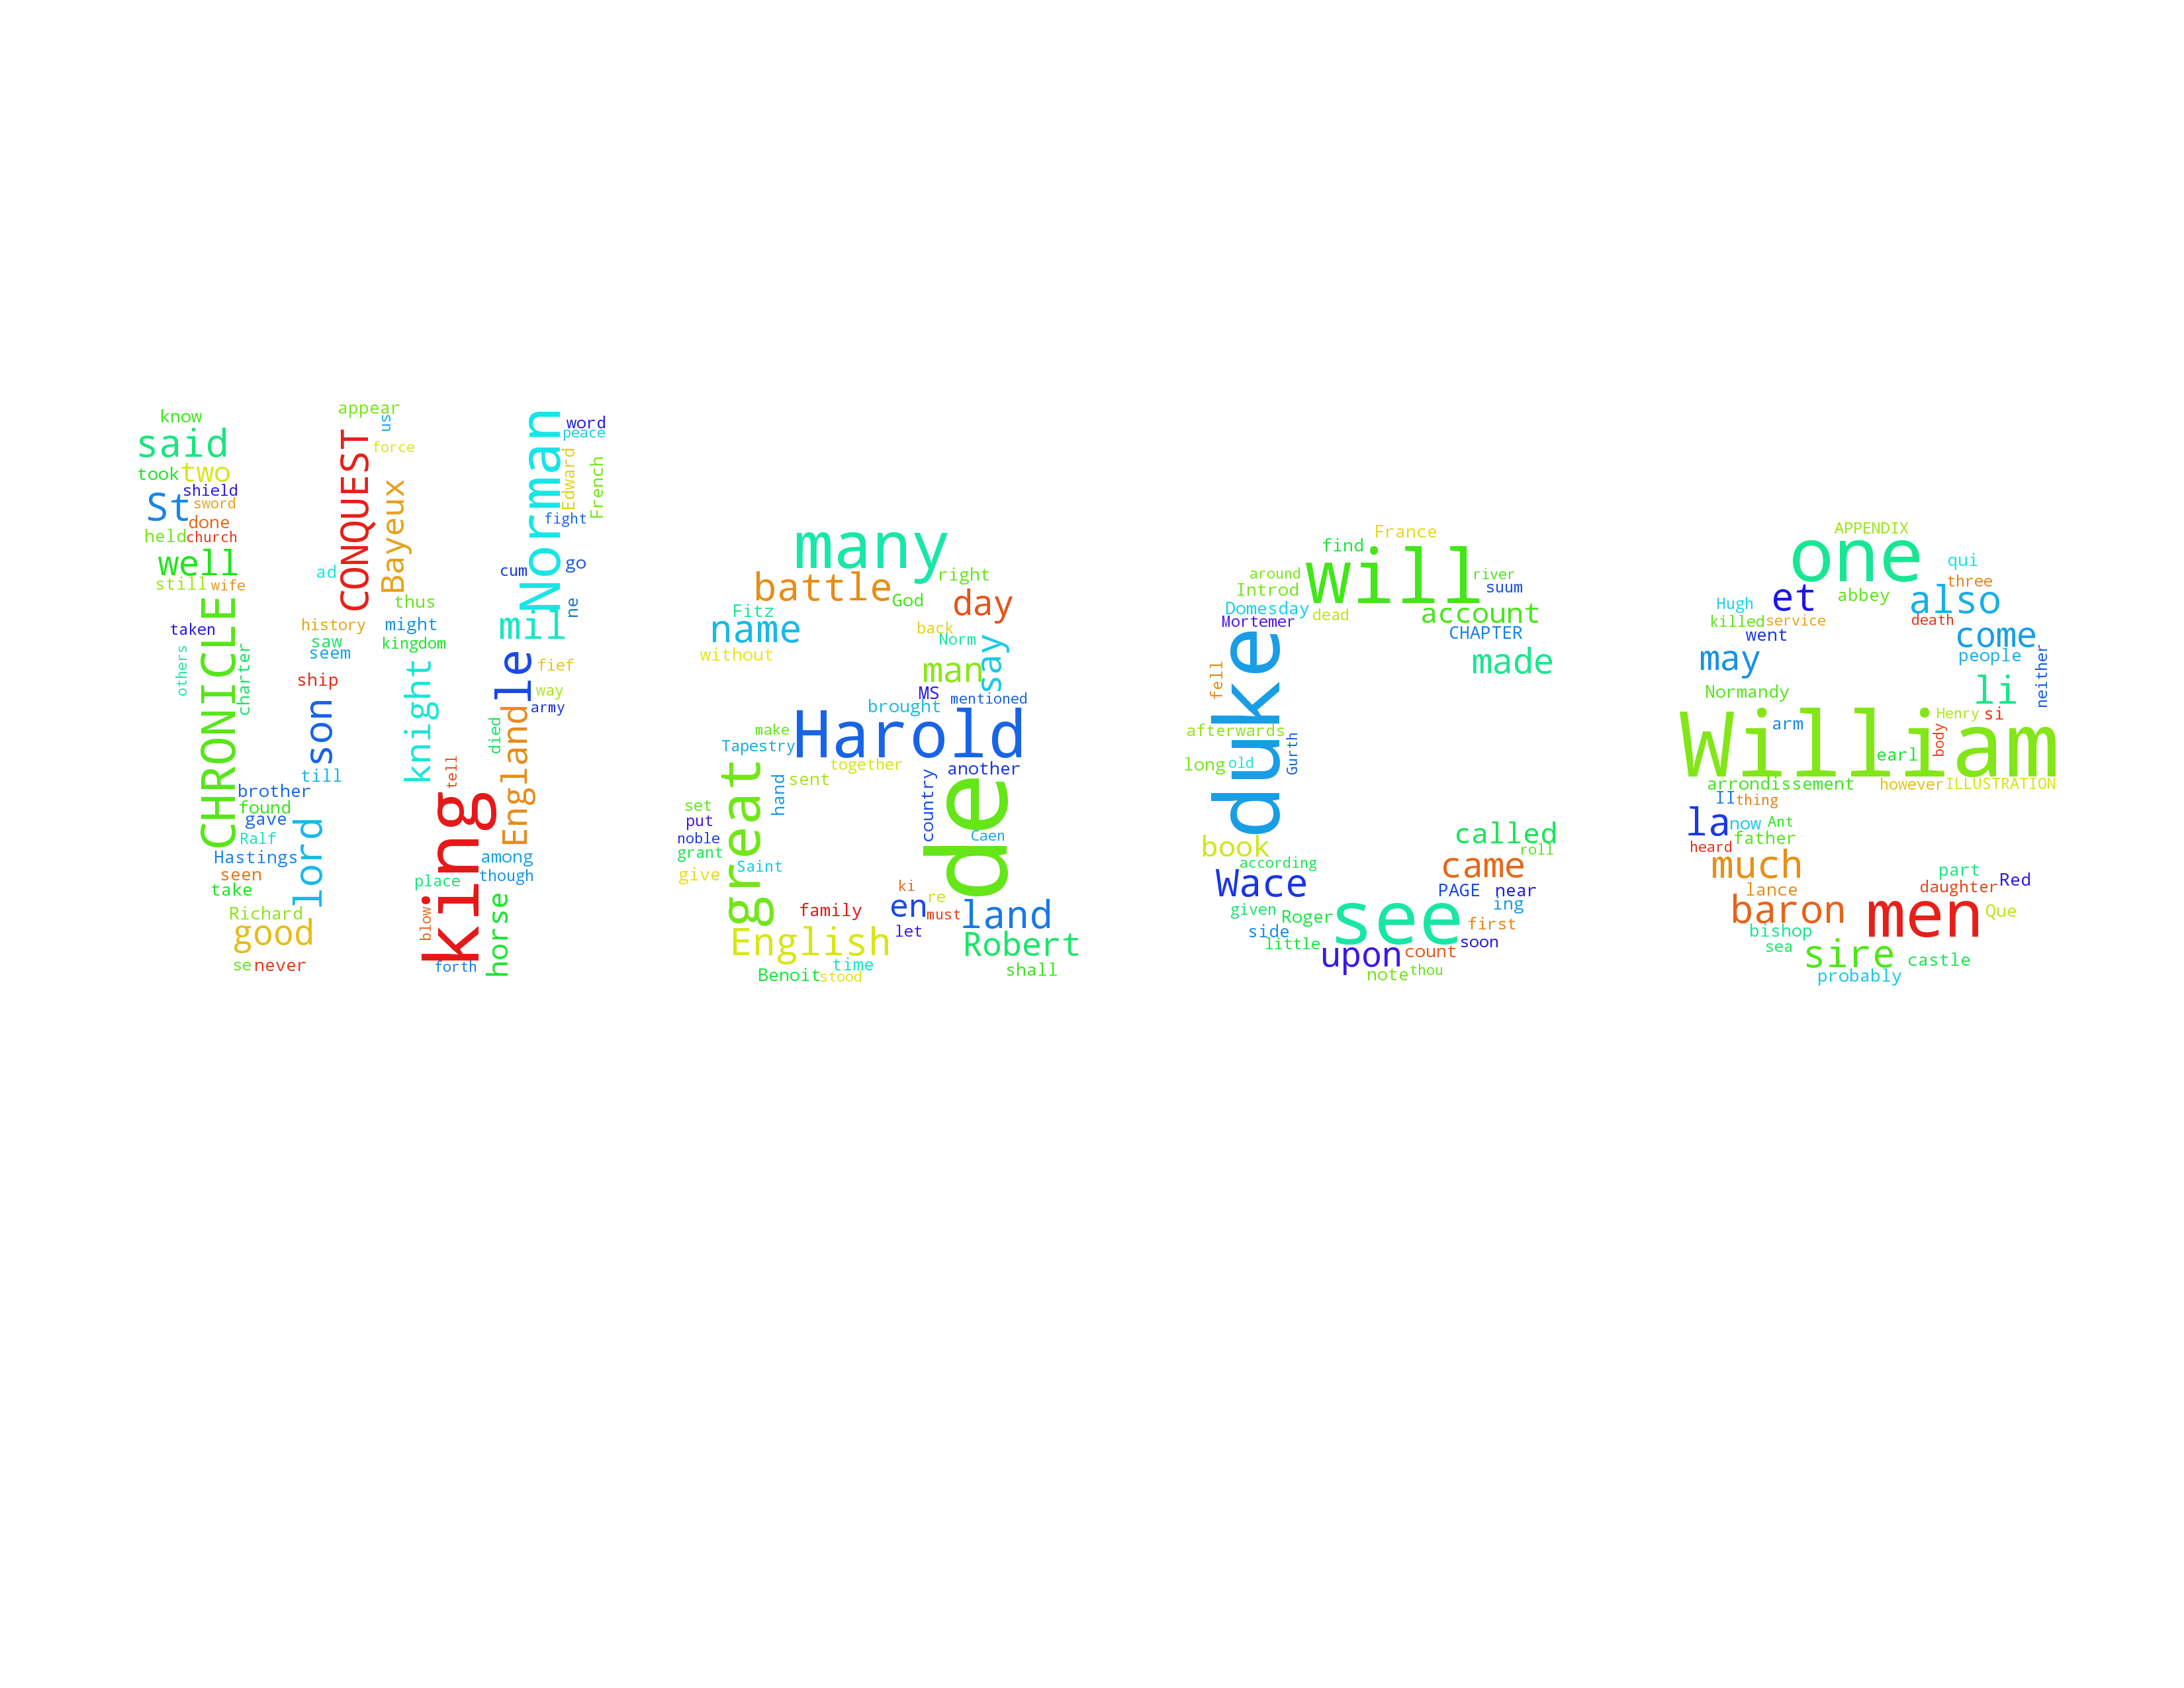 know
said
took two
shield
St sword
done
held church
well
still wife
CHRONICLE
taken
others
charter
appear
us
force
CONQUEST
Bayeux
ad
thus
history might
saw kingdom
seem
ship
son
knight
till
tell
brother
found
gave
Ralf
lord
Hastings
seen
take
Richard
good
se never
Norman
word
peace
Edward
French
fight
cum go
ne
mil
le
fief
way
army
died
England
king
among
though
place
blow
horse
forth
many
battle right
God day
Fitz
name back
Norm
without say
man
MS mentioned
brought
Harold
make
Tapestry
together another
sent
hand
great
country
de
Caen
set
put
noble
grant
Saint
give
ki
re
family en must land
let
English Robert
time shall
Benoit stood
France
find
will
around river
Introd suum
Domesday dead account
Mortemer CHAPTER
made
duke
fell
afterwards
Gurth
long old
called
book roll
according came
Wace PAGE near
given ing
Roger see first
side
little soon
upon count
note thou
APPENDIX
one
qui
three
et abbey also
Hugh
killed service death
went come
may people
neither
Normandy li
Henry si
William
arm
body
earl
arrondissement however ILLUSTRATION
II thing
la now Ant
father
heard
much part
daughter Red
lance
baron men Que
bishop
sea sire castle
probably